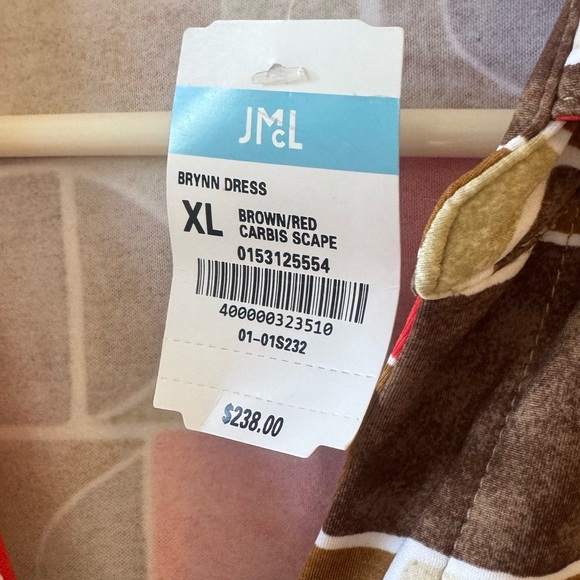 JMcL
BRYNN DRESS
XL
BROWN/RED
CARBIS SCAPE
0153125554
400000323510
01-01S232
$238.00